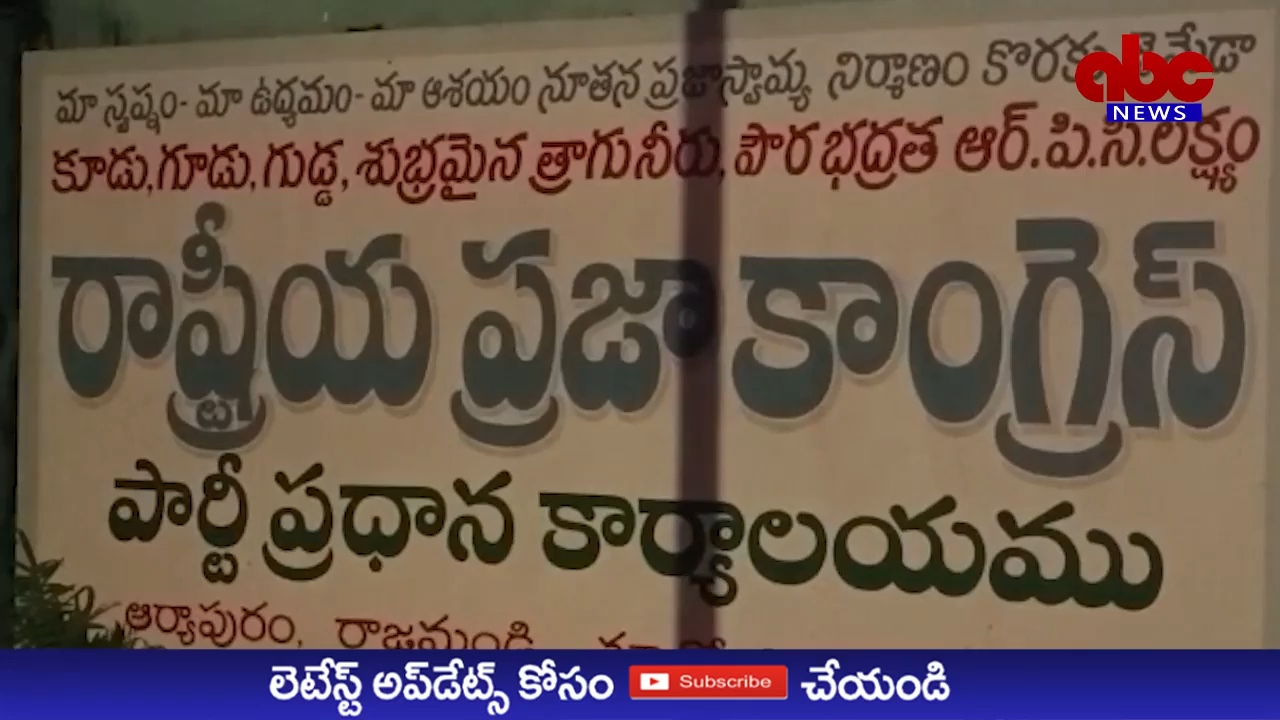 మా స్వప్నం- మా ఉద్యమం- మా ఆశయం నూతన ప్రజాస్వామ్య నిర్మాణం
కూడు, గూడు, గుడ్డ, శుభ్రమైన త్రాగునీరు, పౌర భద్రత ఆర్.పి.సి.లక్ష్యం
రాష్ట్రీయ ప్రజా కాంగ్రెస్
పార్టీ ప్రధాన కార్యాలయము
ఆర్యాపురం, రాజమండ్రి
abc
NEWS
లెటేస్ట్ అప్‌డేట్స్ కోసం Subscribe చేయండి